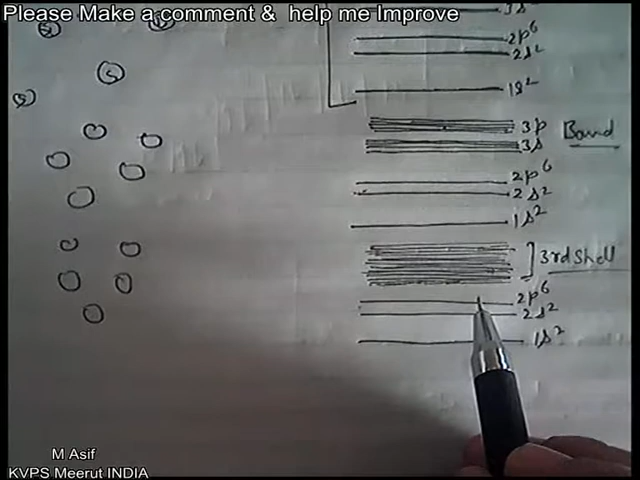 Please Make a comment & help me Improve
3s²
2p⁶
2s²
1s²
3p Band
3s
2p⁶
2s²
1s²
3rd Shell
2p⁶
2s²
1s²
M Asif
KVPS Meerut INDIA